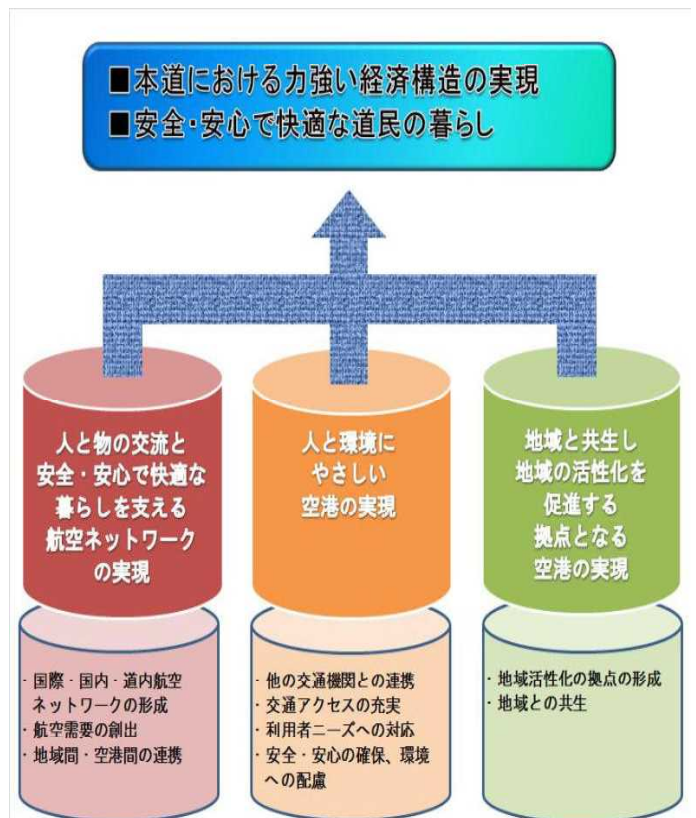 ■本道における力強い経済構造の実現
■安全・安心で快適な道民の暮らし
人と物の交流と
安全・安心で快適な
暮らしを支える
航空ネットワーク
の実現
人と環境に
やさしい
空港の実現
地域と共生し
地域の活性化を
促進する
拠点となる
空港の実現
・国際・国内・道内航空
ネットワークの形成
・航空需要の創出
・地域間・空港間の連携
・他の交通機関との連携
・交通アクセスの充実
・利用者ニーズへの対応
・安全・安心の確保、環境
への配慮
・地域活性化の拠点の形成
・地域との共生